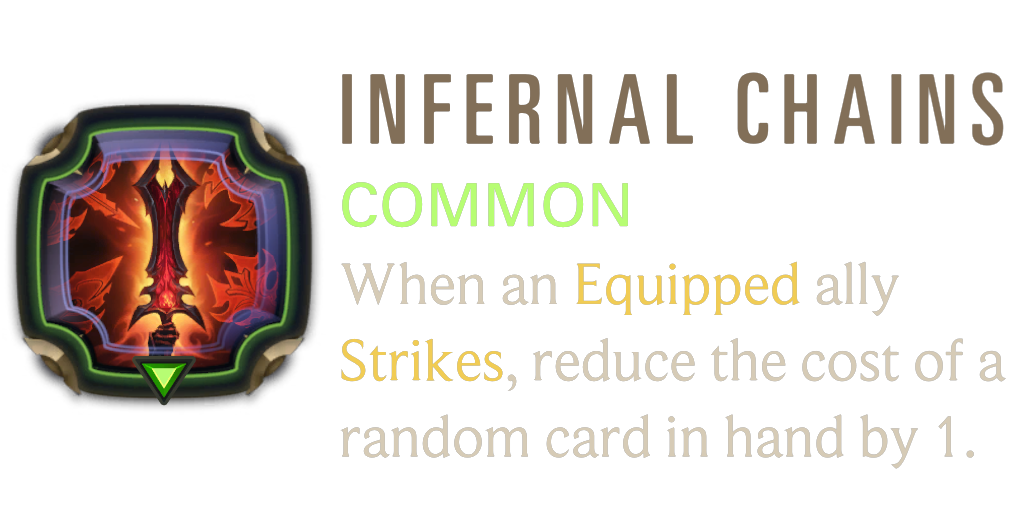 INFERNAL CHAINS
COMMON
When an Equipped ally
Strikes, reduce the cost of a
random card in hand by 1.